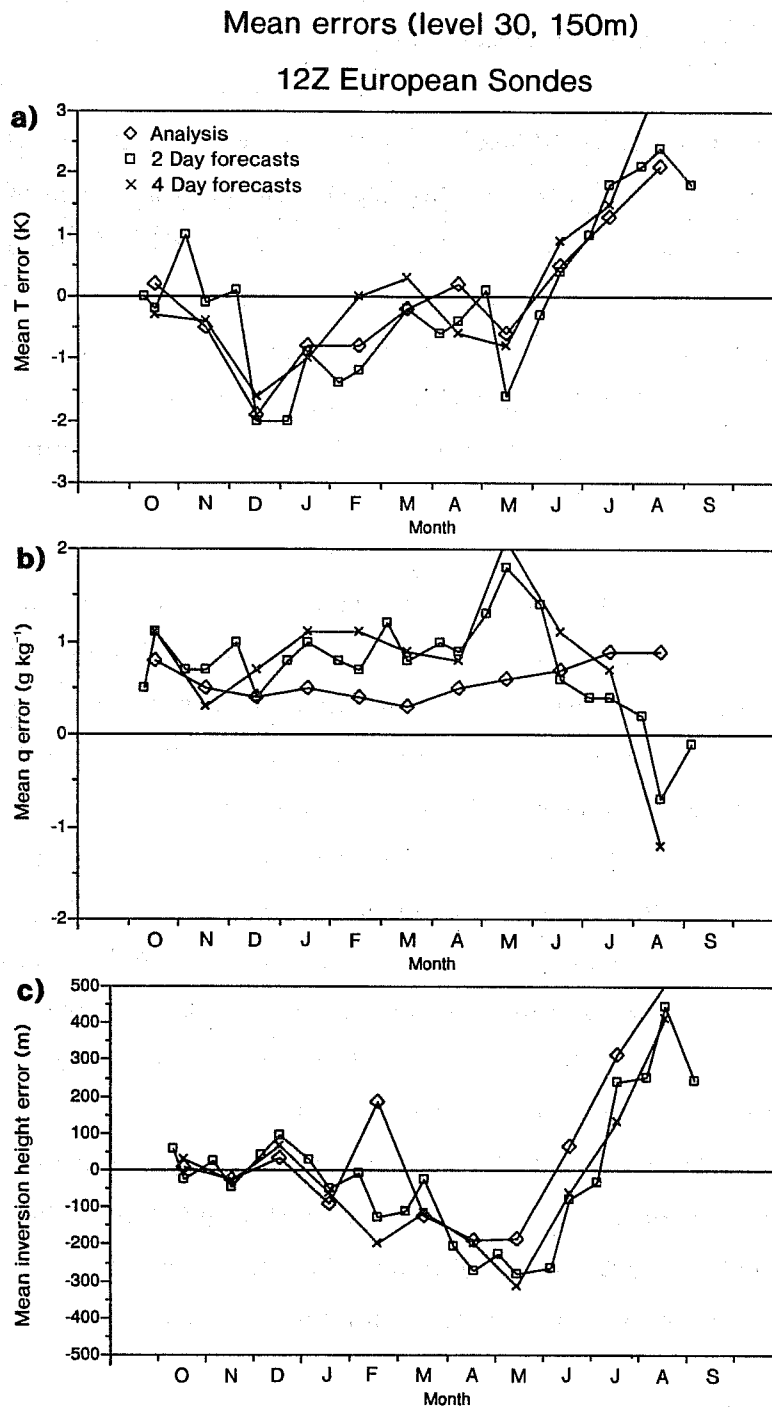 Mean errors (level 30, 150m)
12Z European Sondes
a)
Analysis
2 Day forecasts
4 Day forecasts
Mean T error (K)
3
2
1
0
-1
-2
-3
O N D J F M A M J J A S
Month
b)
Mean q error (g kg⁻¹)
2
1
0
-1
-2
O N D J F M A M J J A S
Month
c)
Mean inversion height error (m)
500
400
300
200
100
0
-100
-200
-300
-400
-500
O N D J F M A M J J A S
Month